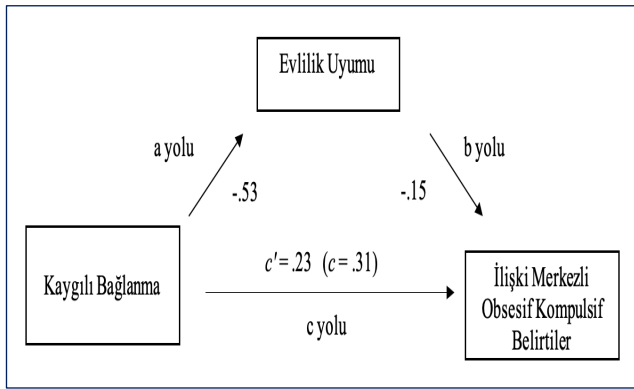 Evlilik Uyumu
a yolu
b yolu
-.53
-.15
Kaygılı Bağlanma
c'= .23 (c = .31)
c yolu
İlişki Merkezli
Obsesif Kompulsif
Belirtiler